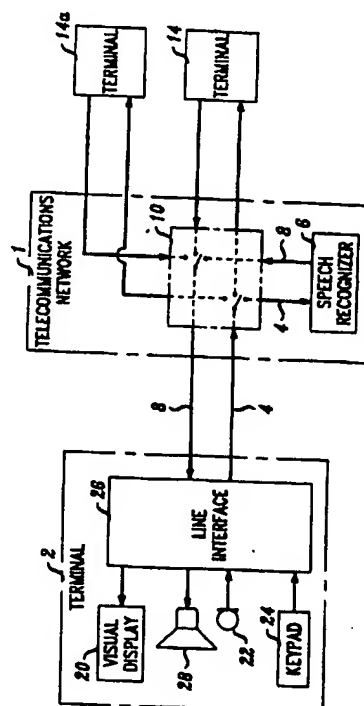 2
TERMINAL
20
VISUAL
DISPLAY
28
22
24
KEYPAD
26
LINE
INTERFACE
8
4
1
TELECOMMUNICATIONS
NETWORK
10
4
8
6
SPEECH
RECOGNIZER
14a
TERMINAL
14
TERMINAL